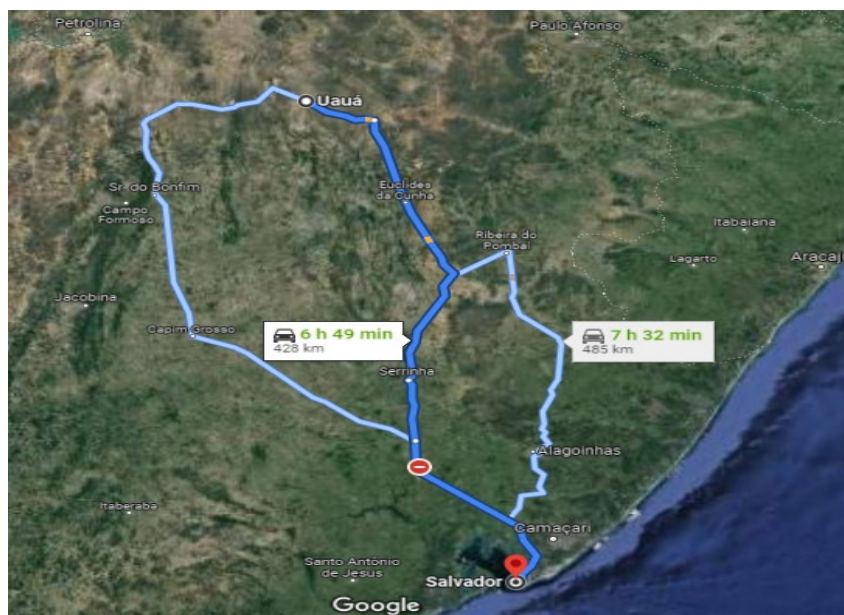 Petrolina
Paulo Afonso
Uauá
Sr. do Bonfim
Euclides
da Cunha
Campo
Formoso
Itabaiana
Ribeira do
Pombal
Lagarto
Aracaju
Jacobina
Capim Grosso
6 h 49 min
428 km
7 h 32 min
485 km
Serrinha
Alagoinhas
Itaberaba
Camaçari
Santo Antônio
de Jesus
Salvador
Google